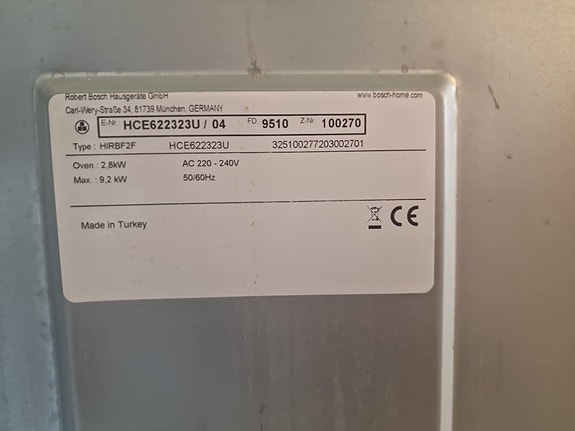 Robert Bosch Hausgeräte GmbH www.bosch-home.com
Carl-Wery-Straße 34, 81739 München, GERMANY
E-Nr HCE622323U / 04 FD 9510 Z-Nr 100270
Type : HIRBF2F HCE622323U 325100277203002701
Oven : 2,8kW AC 220 - 240V
Max. : 9,2 kW 50/60Hz
Made in Turkey CE